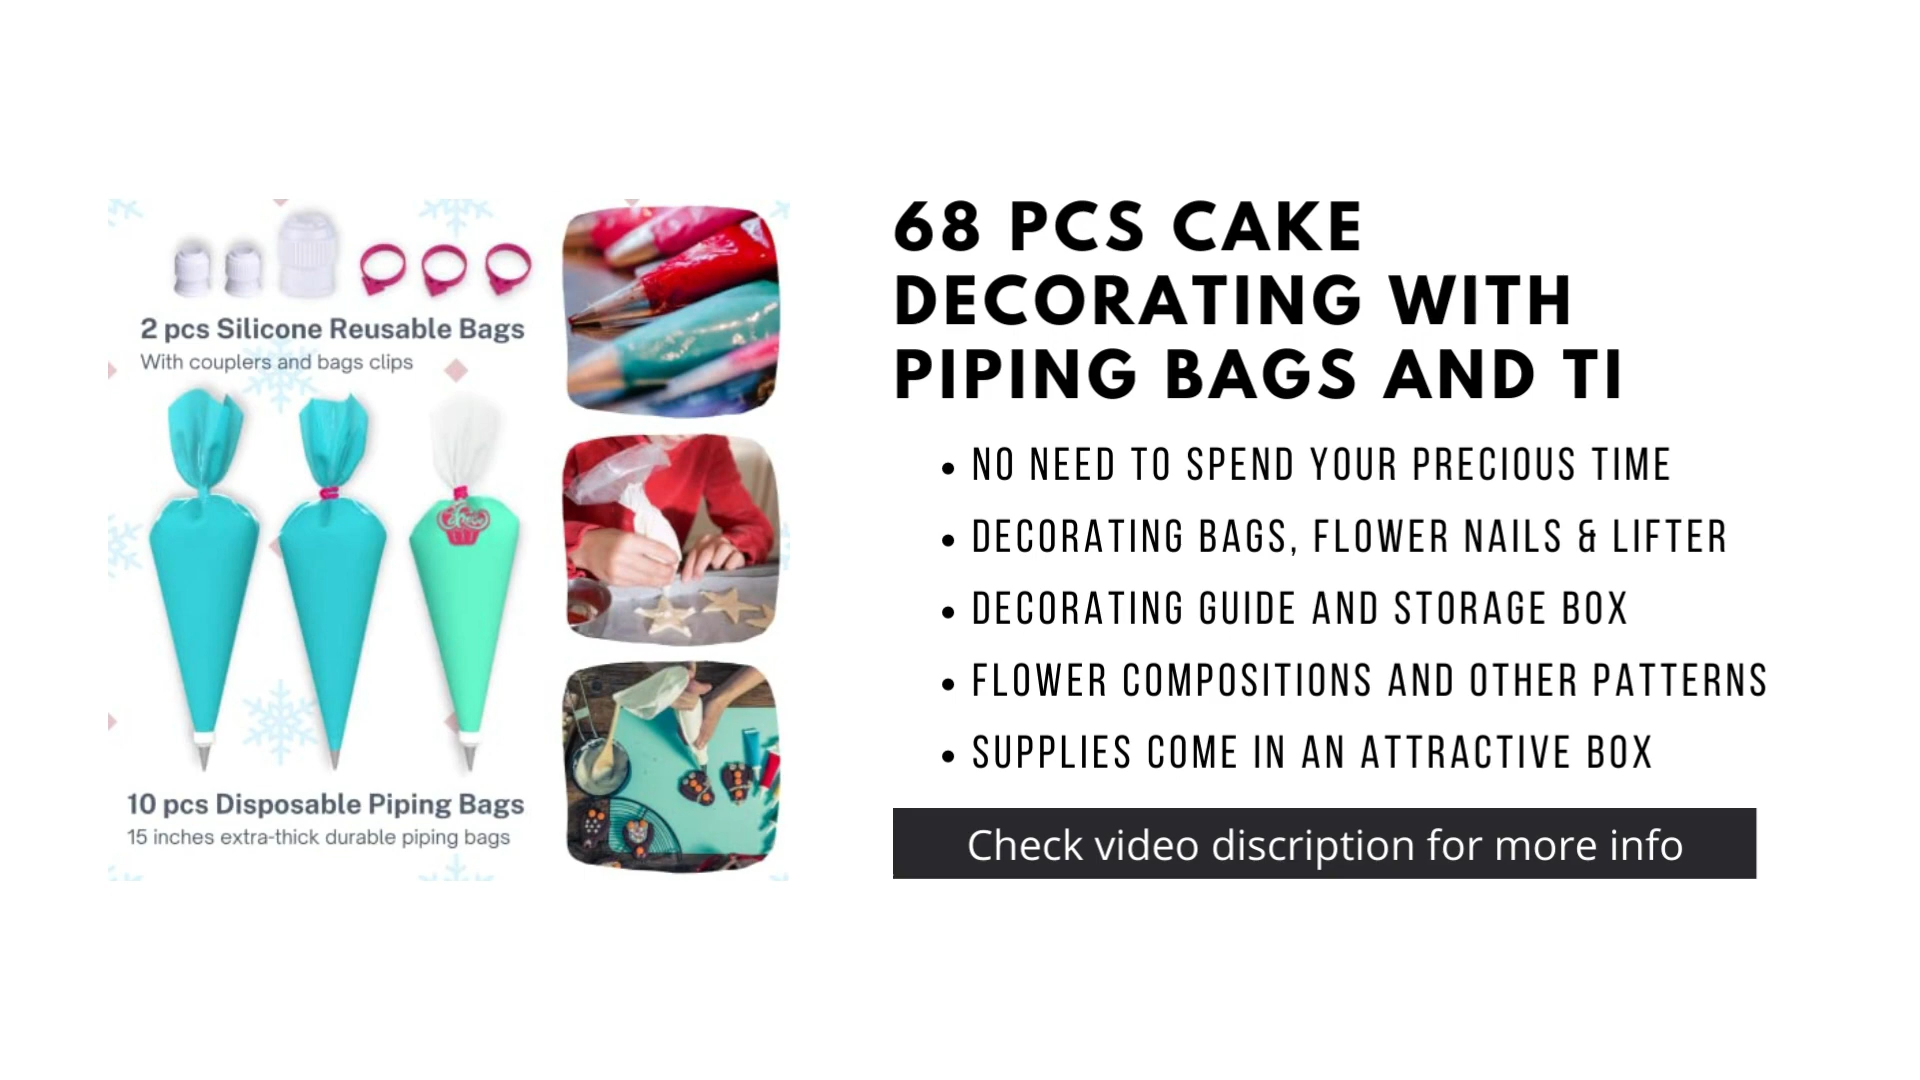 2 pcs Silicone Reusable Bags
With couplers and bags clips
10 pcs Disposable Piping Bags
15 inches extra-thick durable piping bags
68 PCS CAKE
DECORATING WITH
PIPING BAGS AND TI
• NO NEED TO SPEND YOUR PRECIOUS TIME
• DECORATING BAGS, FLOWER NAILS & LIFTER
• DECORATING GUIDE AND STORAGE BOX
• FLOWER COMPOSITIONS AND OTHER PATTERNS
• SUPPLIES COME IN AN ATTRACTIVE BOX
Check video discription for more info